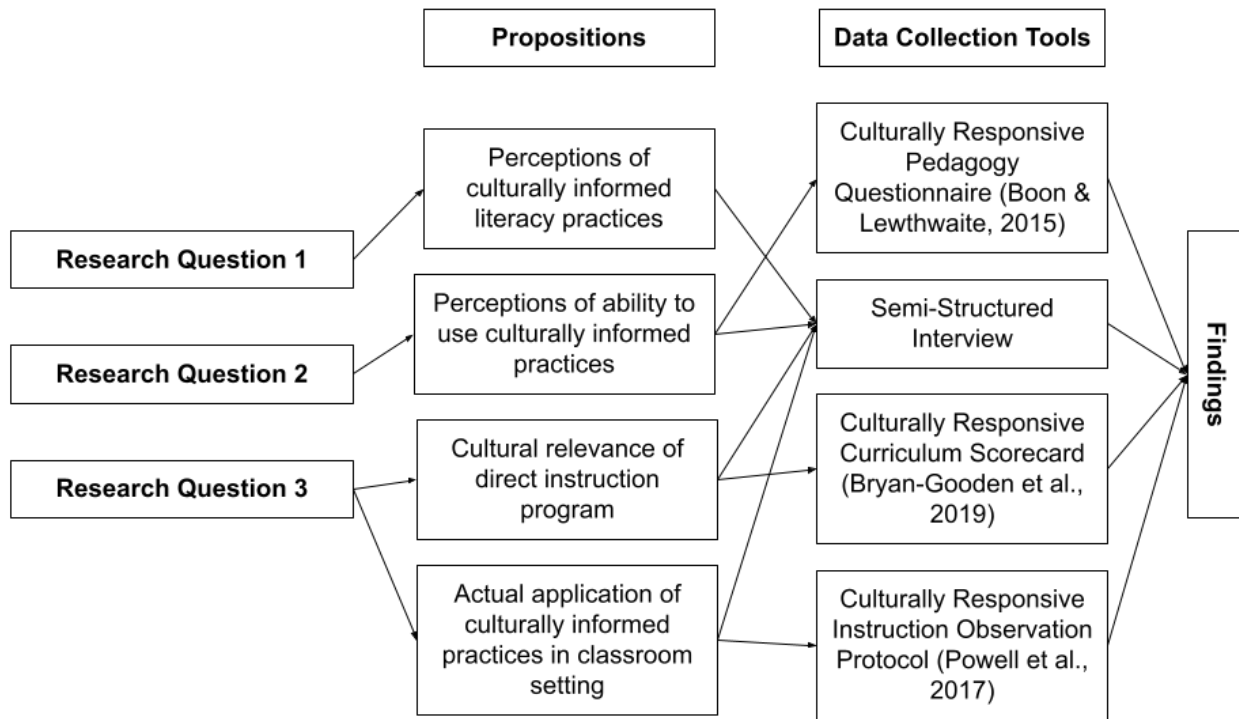 Propositions
Data Collection Tools
Research Question 1
Research Question 2
Research Question 3
Perceptions of
culturally informed
literacy practices
Perceptions of ability to
use culturally informed
practices
Cultural relevance of
direct instruction
program
Actual application of
culturally informed
practices in classroom
setting
Culturally Responsive
Pedagogy
Questionnaire (Boon &
Lewthwaite, 2015)
Semi-Structured
Interview
Culturally Responsive
Curriculum Scorecard
(Bryan-Gooden et al.,
2019)
Culturally Responsive
Instruction Observation
Protocol (Powell et al.,
2017)
Findings